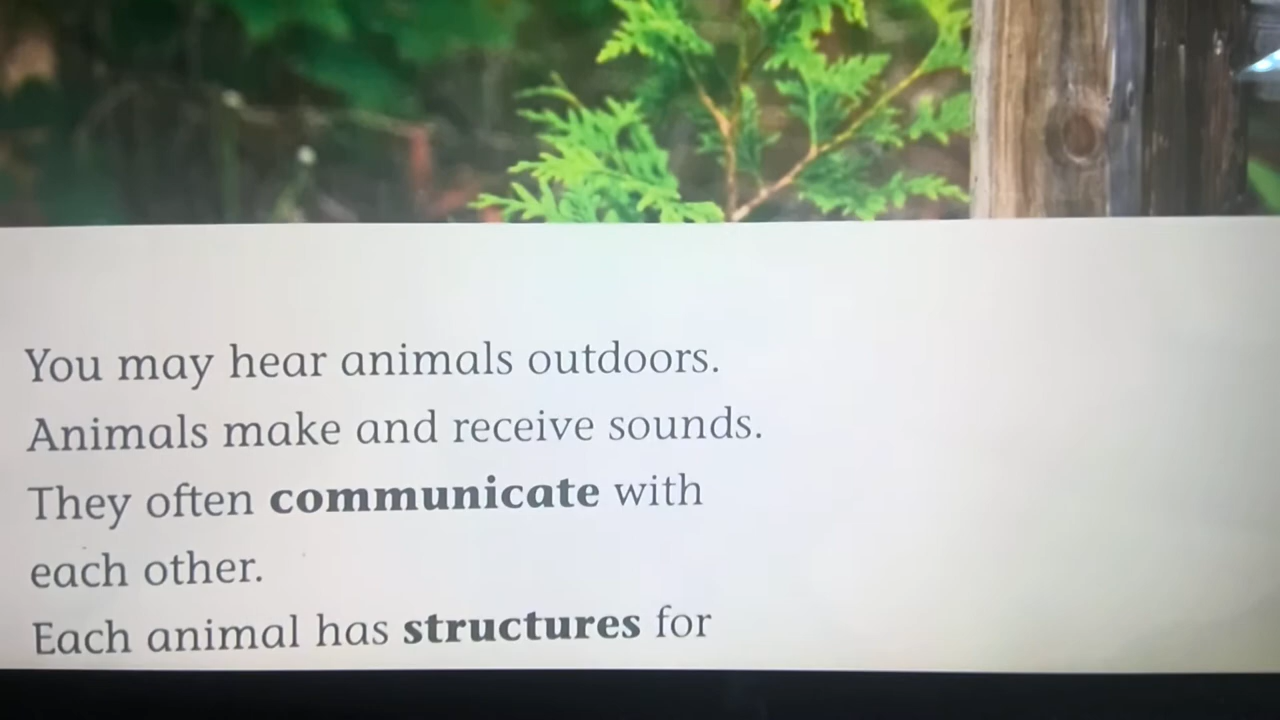 You may hear animals outdoors.
Animals make and receive sounds.
They often communicate with
each other.
Each animal has structures for